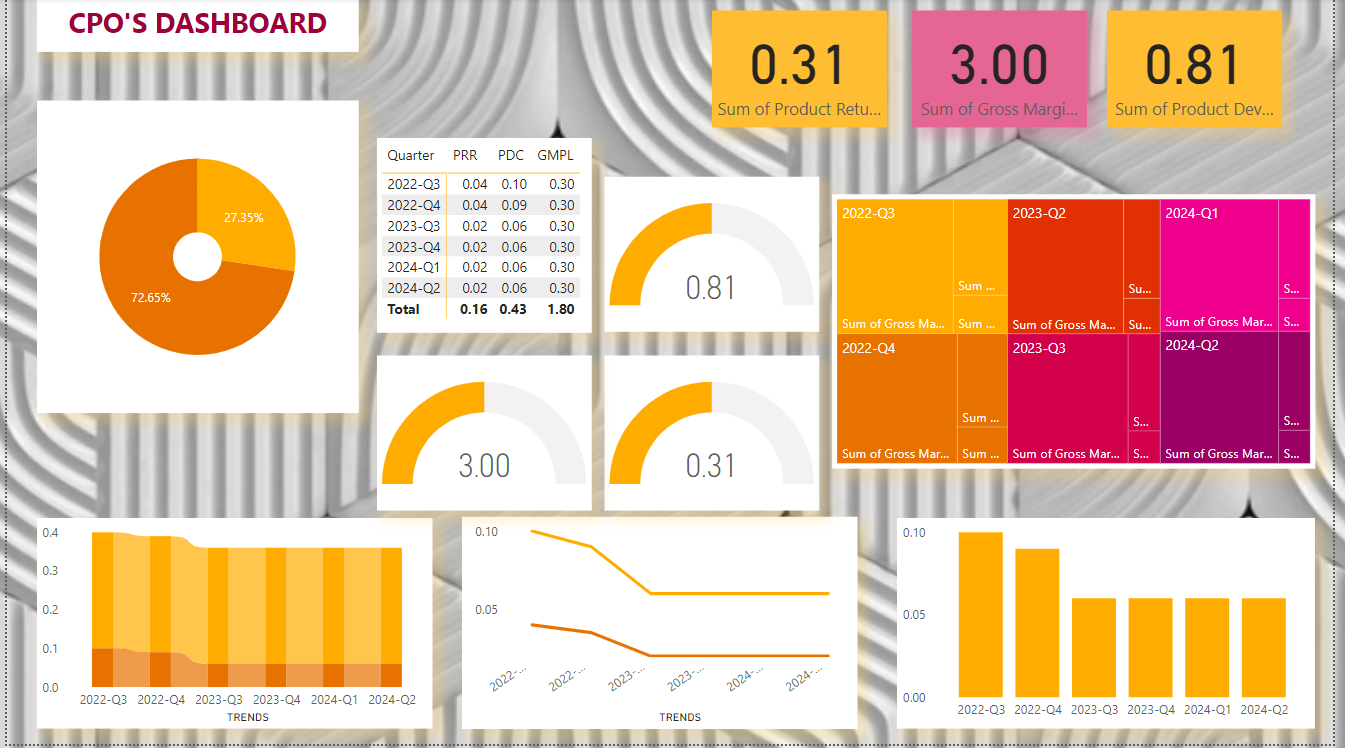 CPO'S DASHBOARD
0.31
Sum of Product Retu...
3.00
Sum of Gross Margi...
0.81
Sum of Product Dev...
27.35%
72.65%
Quarter PRR PDC GMPL
2022-Q3 0.04 0.10 0.30
2022-Q4 0.04 0.09 0.30
2023-Q3 0.02 0.06 0.30
2023-Q4 0.02 0.06 0.30
2024-Q1 0.02 0.06 0.30
2024-Q2 0.02 0.06 0.30
Total 0.16 0.43 1.80
0.81
3.00
0.31
2022-Q3
Sum ...
Sum of Gross Ma...
Sum ...
2023-Q2
Su...
Sum of Gross Ma...
Su...
2024-Q1
S...
Sum of Gross Mar...
S...
2022-Q4
Sum ...
Sum of Gross Mar...
Sum ...
2023-Q3
S...
Sum of Gross Mar...
S...
2024-Q2
S...
Sum of Gross Mar...
S...
0.4
0.3
0.2
0.1
0.0
2022-Q3 2022-Q4 2023-Q3 2023-Q4 2024-Q1 2024-Q2
TRENDS
0.10
0.05
2022-... 2022-... 2023-... 2023-... 2024-... 2024-...
TRENDS
0.10
0.05
0.00
2022-Q3 2022-Q4 2023-Q3 2023-Q4 2024-Q1 2024-Q2